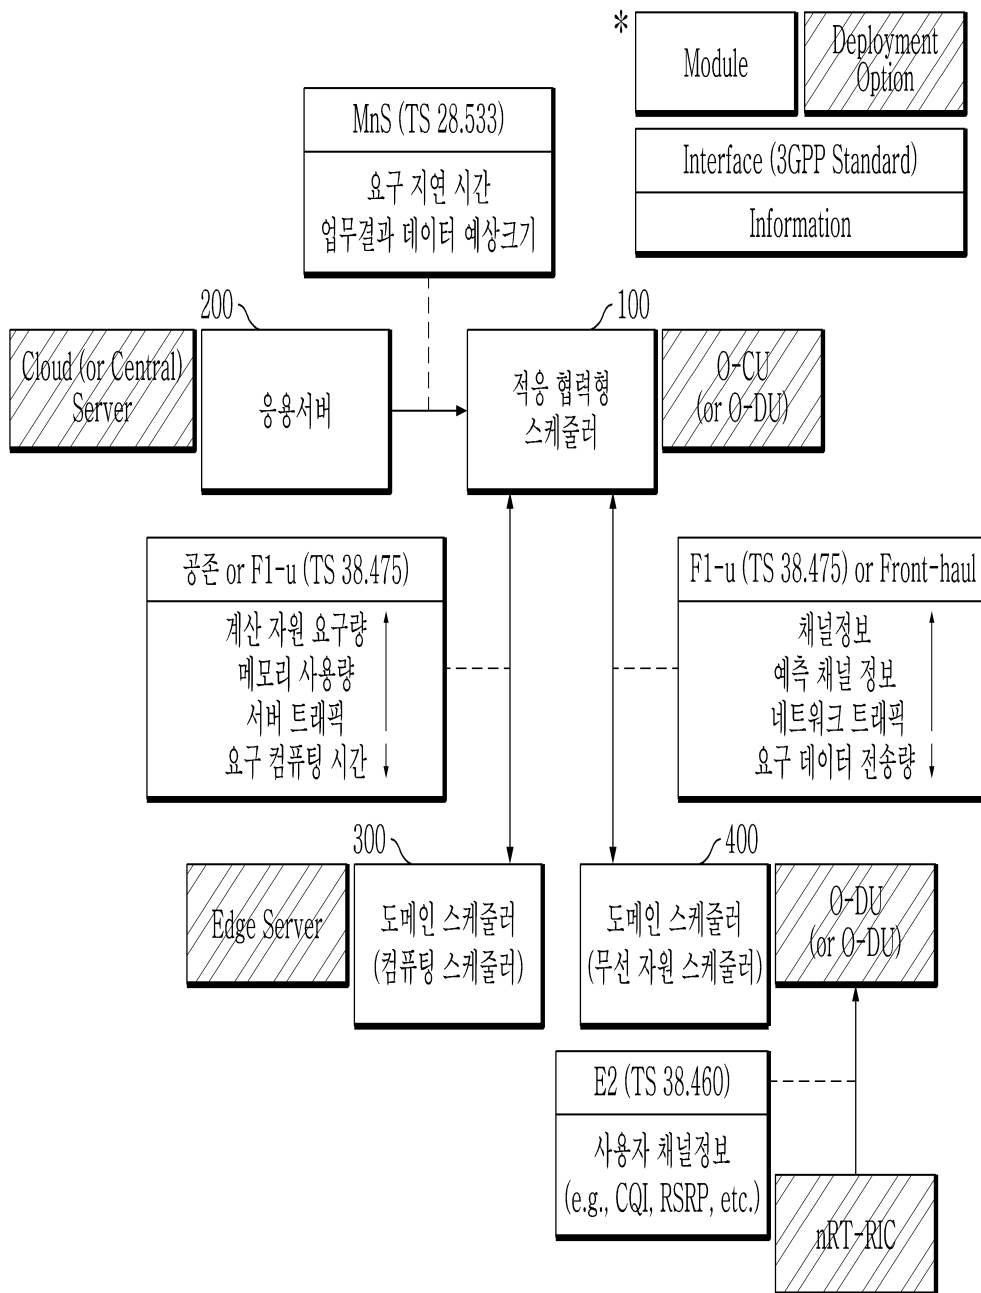 *
Module
Deployment
Option
Interface (3GPP Standard)
Information
MnS (TS 28.533)
요구 지연 시간
업무결과 데이터 예상크기
200
100
Cloud (or Central)
Server
응용서버
적응 협력형
스케줄러
O-CU
(or O-DU)
공존 or F1-u (TS 38.475)
계산 자원 요구량
메모리 사용량
서버 트래픽
요구 컴퓨팅 시간
F1-u (TS 38.475) or Front-haul
채널정보
예측 채널 정보
네트워크 트래픽
요구 데이터 전송량
300
400
Edge Server
도메인 스케줄러
(컴퓨팅 스케줄러)
도메인 스케줄러
(무선 자원 스케줄러)
O-DU
(or O-DU)
E2 (TS 38.460)
사용자 채널정보
(e.g., CQI, RSRP, etc.)
nRT-RIC